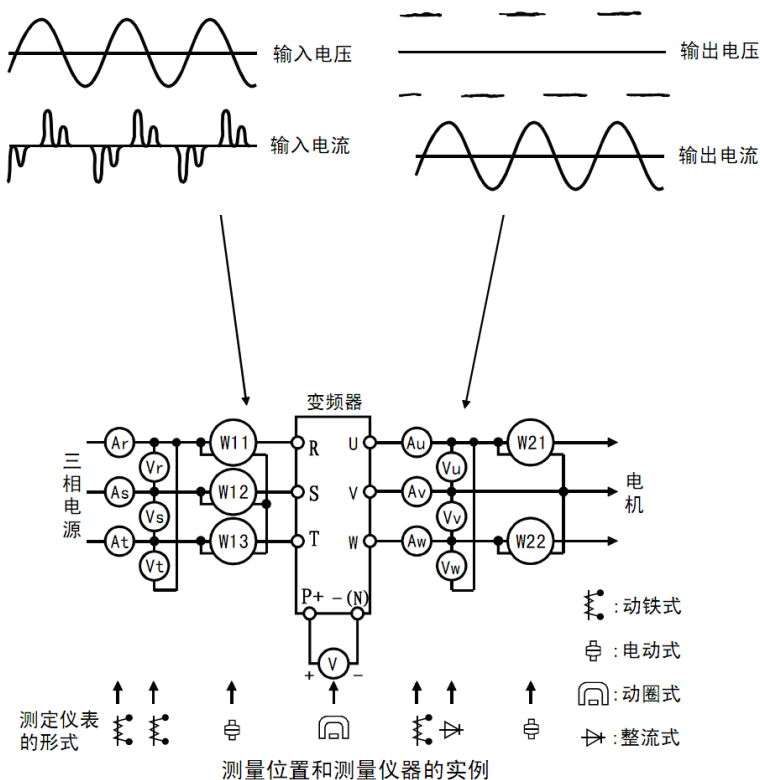 输入电压
输出电压
输入电流
输出电流
变频器
三相电源
Ar
Vr
W11
R
As
Vs
W12
S
At
Vt
W13
T
U
Au
Vu
W21
V
Av
Vv
W
Aw
Vw
W22
电机
P+ -(N)
+ V -
:动铁式
:电动式
:动圈式
:整流式
测定仪表
的形式
测量位置和测量仪器的实例